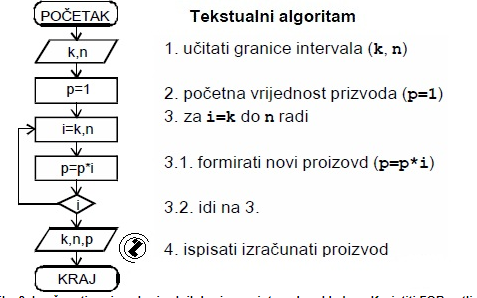 POČETAK
Tekstualni algoritam
k,n
1. učitati granice intervala (k, n)
p=1
2. početna vrijednost prizvoda (p=1)
i=k,n
3. za i=k do n radi
p=p*i
3.1. formirati novi proizovd (p=p*i)
i
3.2. idi na 3.
k,n,p
4. ispisati izračunati proizvod
KRAJ